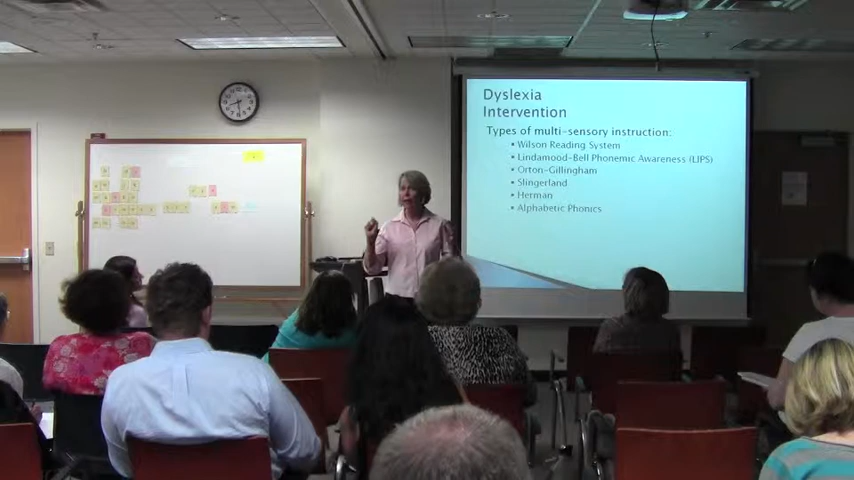 Dyslexia
Intervention
Types of multi-sensory instruction:
▪ Wilson Reading System
▪ Lindamood-Bell Phonemic Awareness (LIPS)
▪ Orton-Gillingham
▪ Slingerland
▪ Herman
▪ Alphabetic Phonics